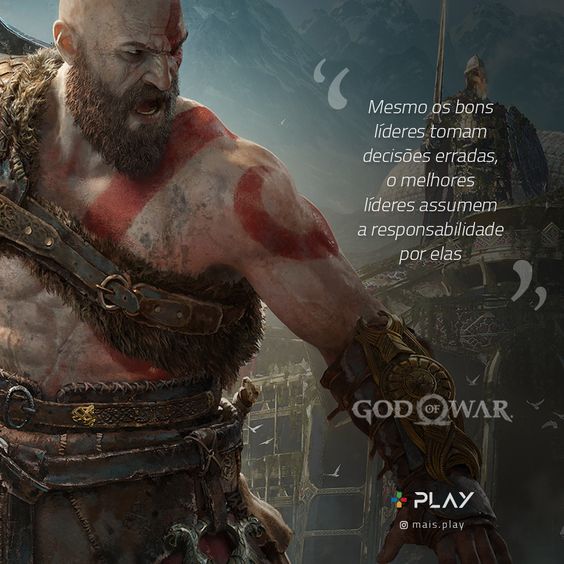 Mesmo os bons
líderes tomam
decisões erradas,
o melhores
líderes assumem
a responsabilidade
por elas
GOD OF WAR
PLAY
mais.play